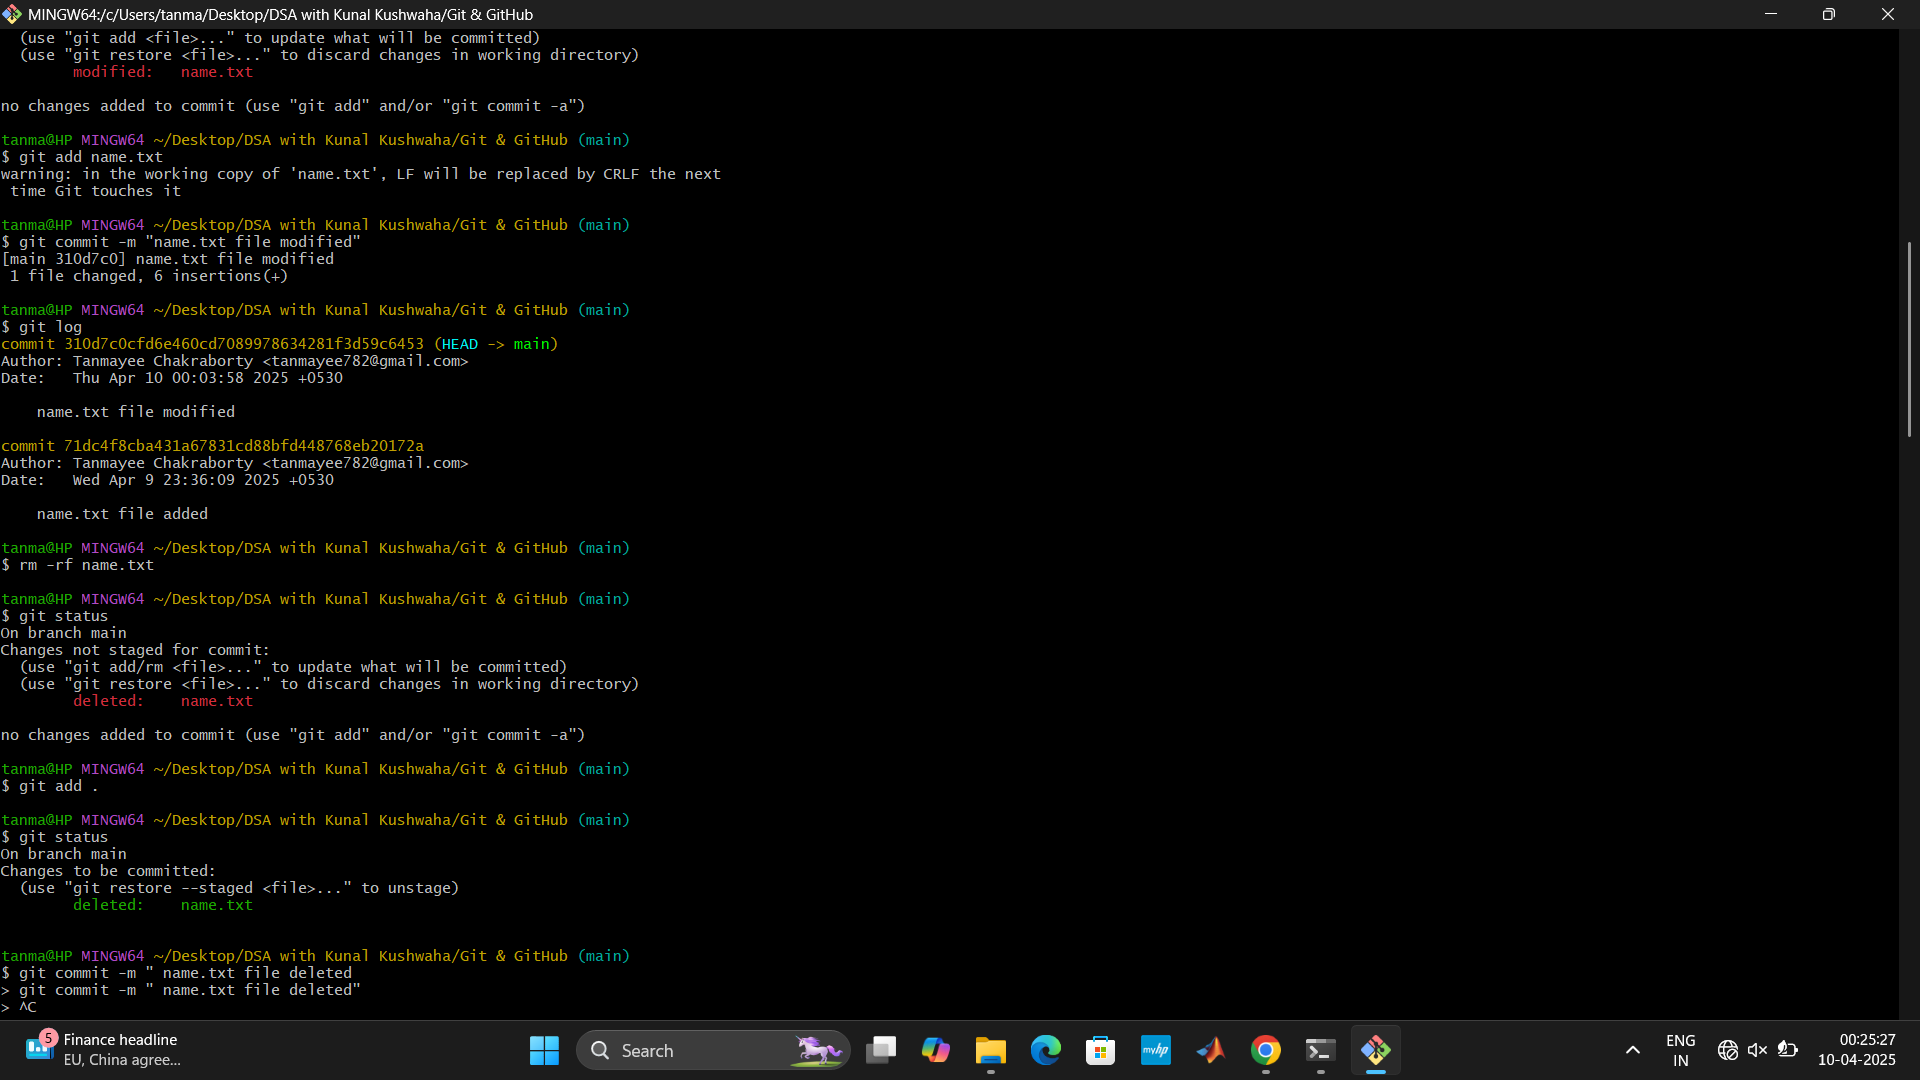 MINGW64:/c/Users/tanma/Desktop/DSA with Kunal Kushwaha/Git & GitHub
  (use "git add <file>..." to update what will be committed)
  (use "git restore <file>..." to discard changes in working directory)
        modified:   name.txt

no changes added to commit (use "git add" and/or "git commit -a")

tanma@HP MINGW64 ~/Desktop/DSA with Kunal Kushwaha/Git & GitHub (main)
$ git add name.txt
warning: in the working copy of 'name.txt', LF will be replaced by CRLF the next
 time Git touches it

tanma@HP MINGW64 ~/Desktop/DSA with Kunal Kushwaha/Git & GitHub (main)
$ git commit -m "name.txt file modified"
[main 310d7c0] name.txt file modified
 1 file changed, 6 insertions(+)

tanma@HP MINGW64 ~/Desktop/DSA with Kunal Kushwaha/Git & GitHub (main)
$ git log
commit 310d7c0cfd6e460cd7089978634281f3d59c6453 (HEAD -> main)
Author: Tanmayee Chakraborty <tanmayee782@gmail.com>
Date:   Thu Apr 10 00:03:58 2025 +0530

    name.txt file modified

commit 71dc4f8cba431a67831cd88bfd448768eb20172a
Author: Tanmayee Chakraborty <tanmayee782@gmail.com>
Date:   Wed Apr 9 23:36:09 2025 +0530

    name.txt file added

tanma@HP MINGW64 ~/Desktop/DSA with Kunal Kushwaha/Git & GitHub (main)
$ rm -rf name.txt

tanma@HP MINGW64 ~/Desktop/DSA with Kunal Kushwaha/Git & GitHub (main)
$ git status
On branch main
Changes not staged for commit:
  (use "git add/rm <file>..." to update what will be committed)
  (use "git restore <file>..." to discard changes in working directory)
        deleted:    name.txt

no changes added to commit (use "git add" and/or "git commit -a")

tanma@HP MINGW64 ~/Desktop/DSA with Kunal Kushwaha/Git & GitHub (main)
$ git add .

tanma@HP MINGW64 ~/Desktop/DSA with Kunal Kushwaha/Git & GitHub (main)
$ git status
On branch main
Changes to be committed:
  (use "git restore --staged <file>..." to unstage)
        deleted:    name.txt


tanma@HP MINGW64 ~/Desktop/DSA with Kunal Kushwaha/Git & GitHub (main)
$ git commit -m " name.txt file deleted
> git commit -m " name.txt file deleted"
> ^C
5
Finance headline
EU, China agree...
Search
myhp
ENG
IN
00:25:27
10-04-2025